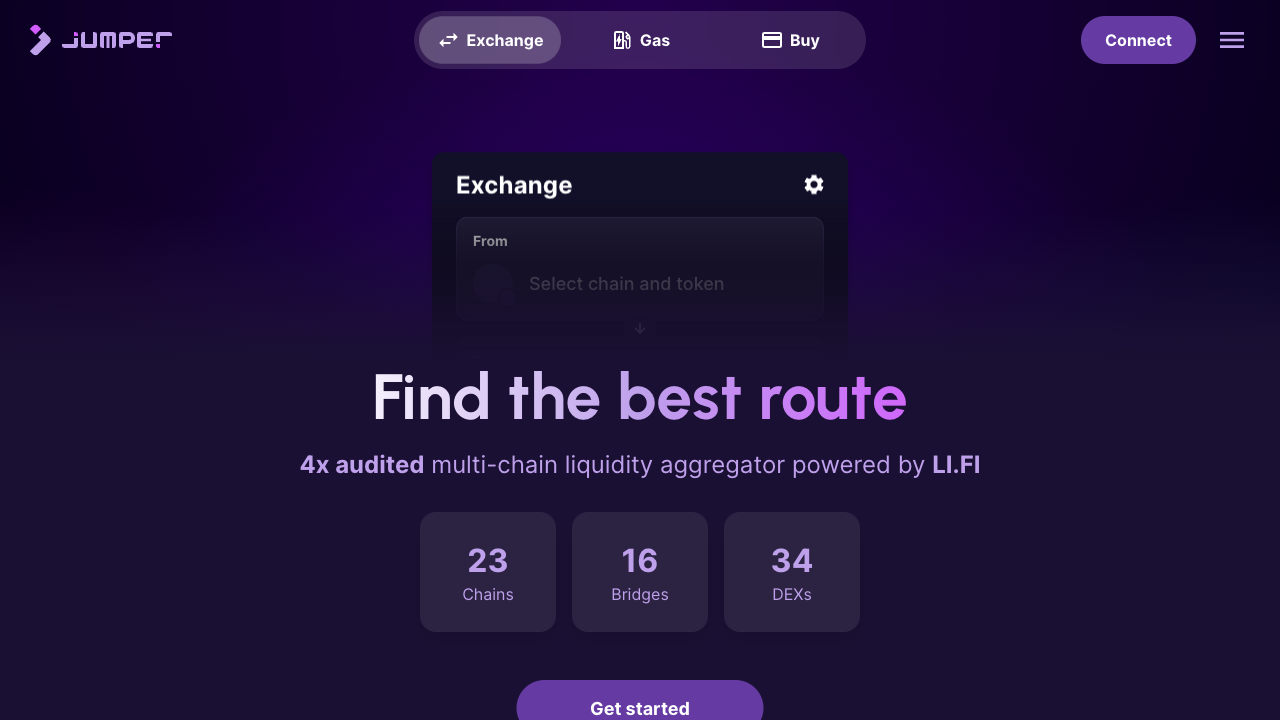 JUMPER
Exchange
Gas
Buy
Connect
Exchange
From
Select chain and token
Find the best route
4x audited multi-chain liquidity aggregator powered by LI.FI
23
Chains
16
Bridges
34
DEXs
Get started